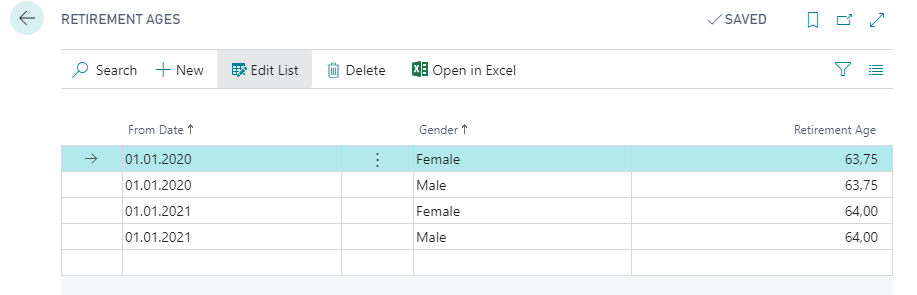 RETIREMENT AGES
SAVED
Search
New
Edit List
Delete
Open in Excel
From Date ↑ Gender ↑ Retirement Age
01.01.2020 Female 63,75
01.01.2020 Male 63,75
01.01.2021 Female 64,00
01.01.2021 Male 64,00